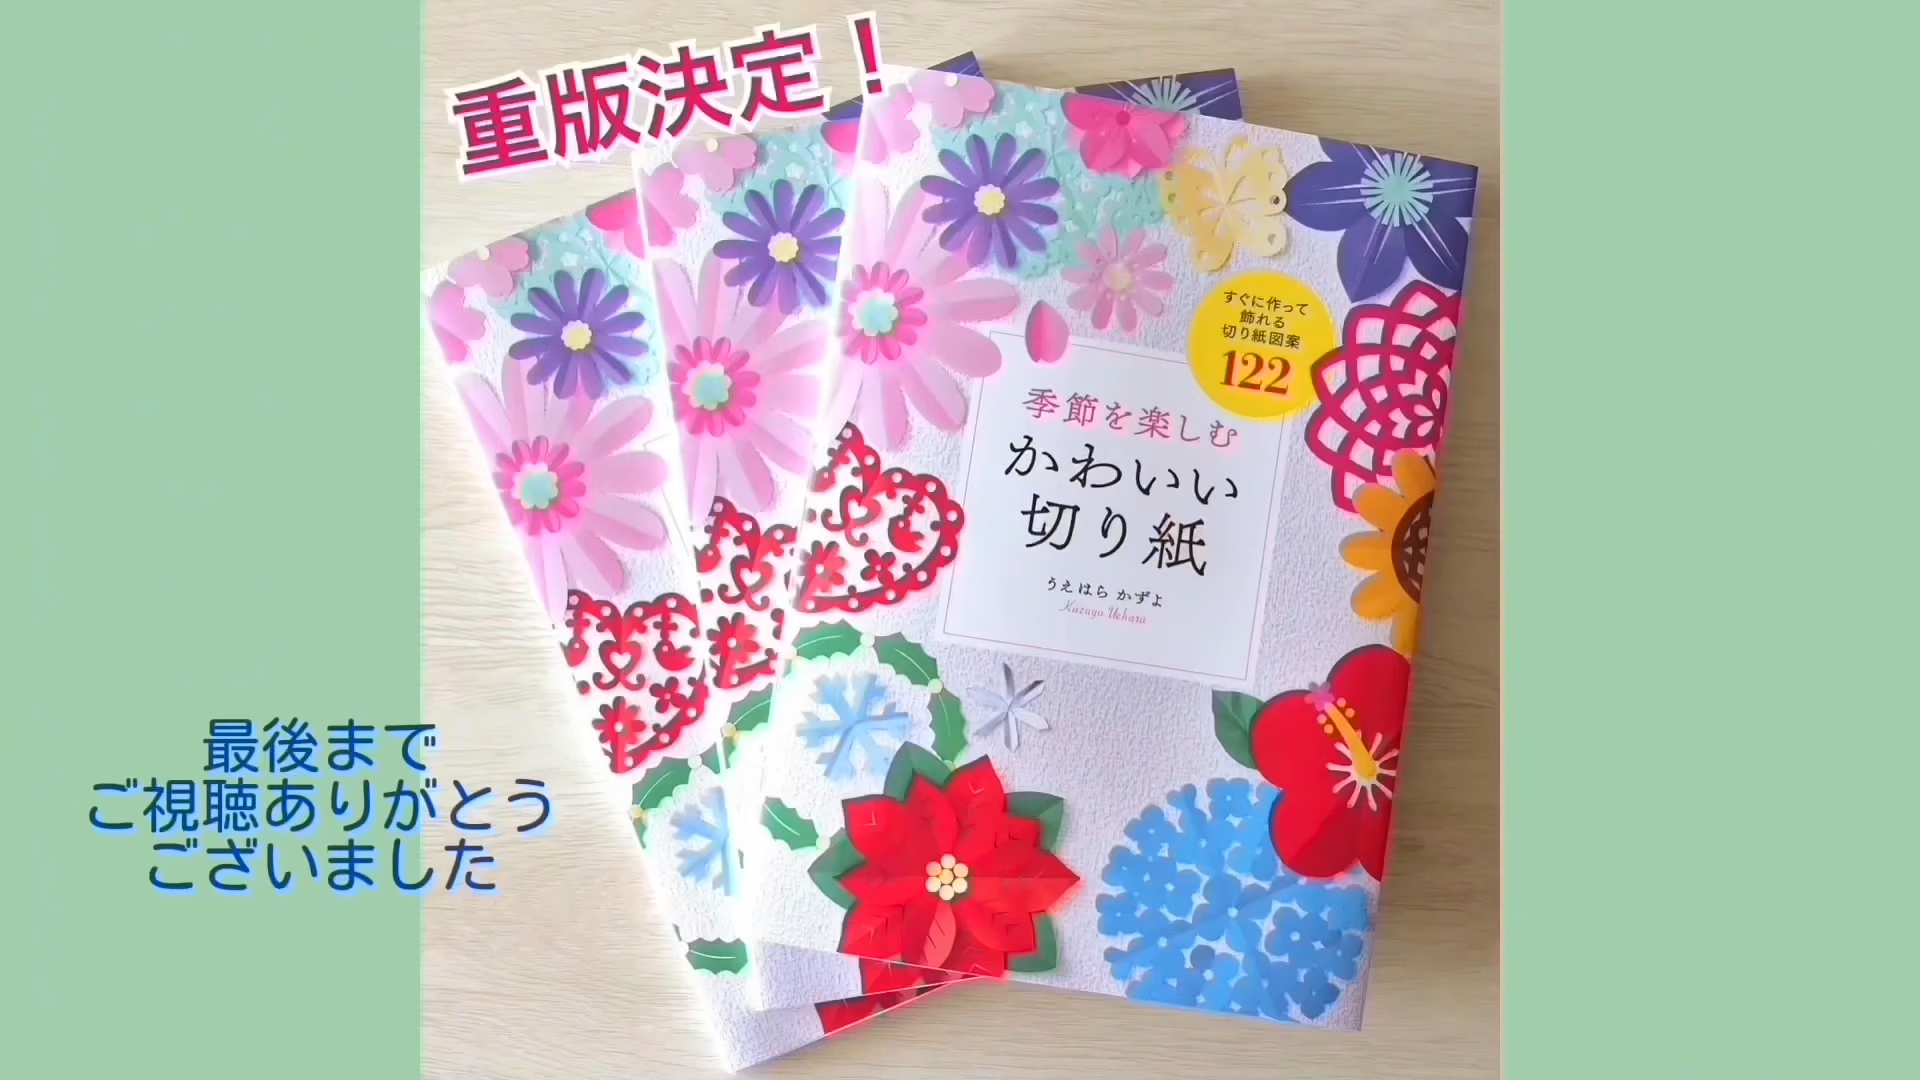 重版決定！
すぐに作って
飾れる
切り紙図案
122
季節を楽しむ
かわいい
切り紙
うえはら かずよ
Kazuyo Uehara
最後まで
ご視聴ありがとう
ございました